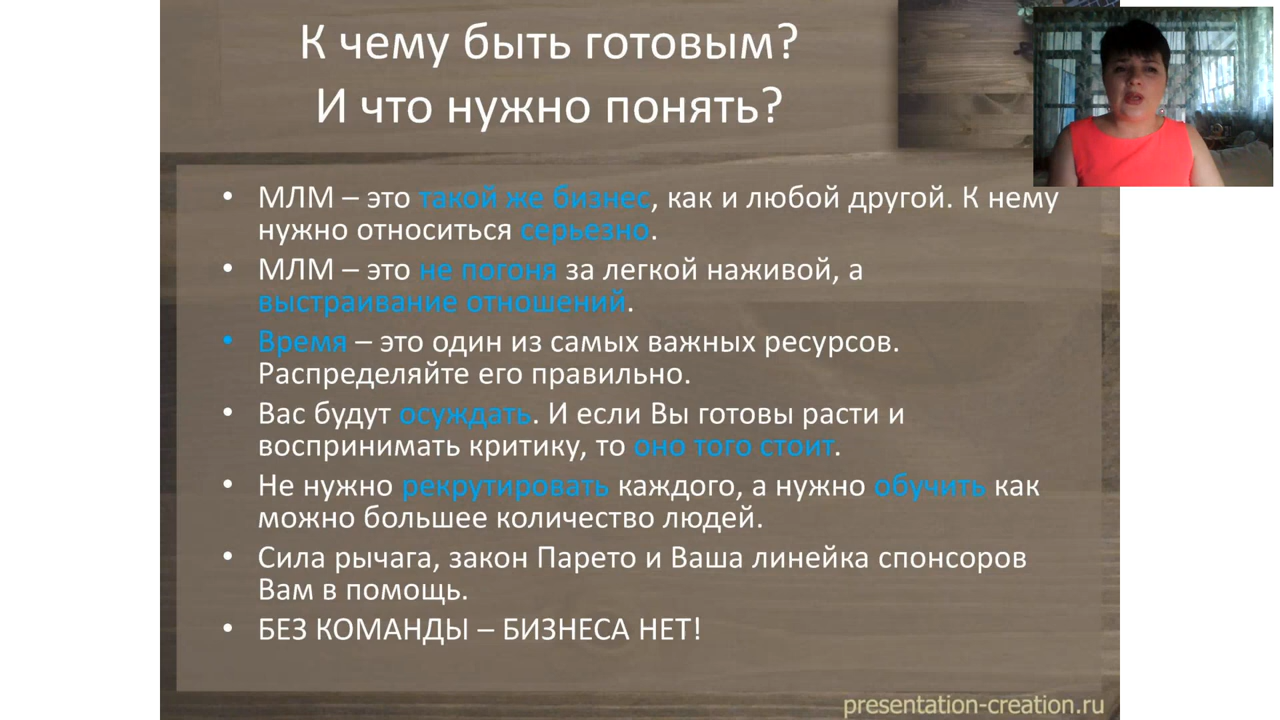 К чему быть готовым?
И что нужно понять?
• МЛМ – это такой же бизнес, как и любой другой. К нему
нужно относиться серьезно.
• МЛМ – это не погоня за легкой наживой, а
выстраивание отношений.
• Время – это один из самых важных ресурсов.
Распределяйте его правильно.
• Вас будут осуждать. И если Вы готовы расти и
воспринимать критику, то оно того стоит.
• Не нужно рекрутировать каждого, а нужно обучить как
можно большее количество людей.
• Сила рычага, закон Парето и Ваша линейка спонсоров
Вам в помощь.
• БЕЗ КОМАНДЫ – БИЗНЕСА НЕТ!
presentation-creation.ru